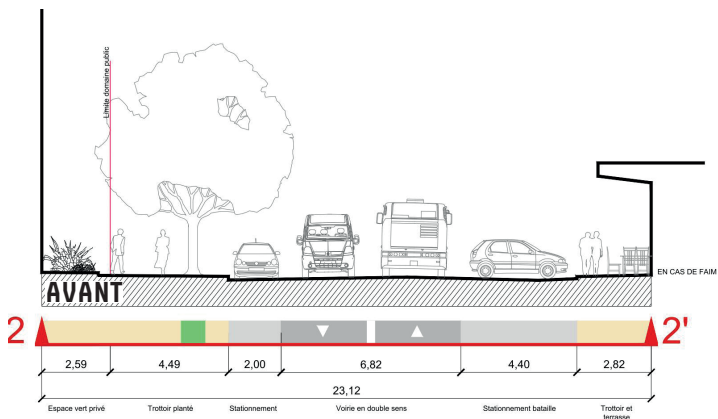 Limite domaine public
EN CAS DE FAIM
AVANT
2
2'
2,59
4,49
2,00
6,82
4,40
2,82
23,12
Espace vert privé
Trottoir planté
Stationnement
Voirie en double sens
Stationnement bataille
Trottoir et
terrasse